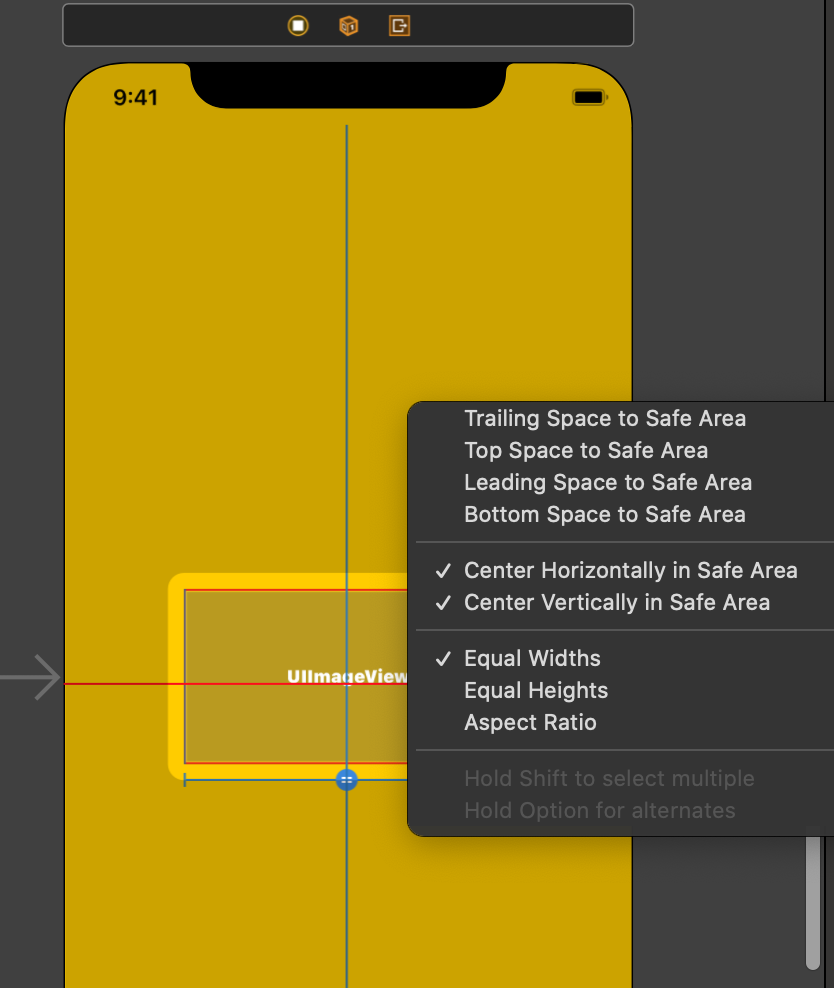 9:41
Trailing Space to Safe Area
Top Space to Safe Area
Leading Space to Safe Area
Bottom Space to Safe Area
✓ Center Horizontally in Safe Area
✓ Center Vertically in Safe Area
✓ Equal Widths
UIImageView
Equal Heights
Aspect Ratio
Hold Shift to select multiple
Hold Option for alternates